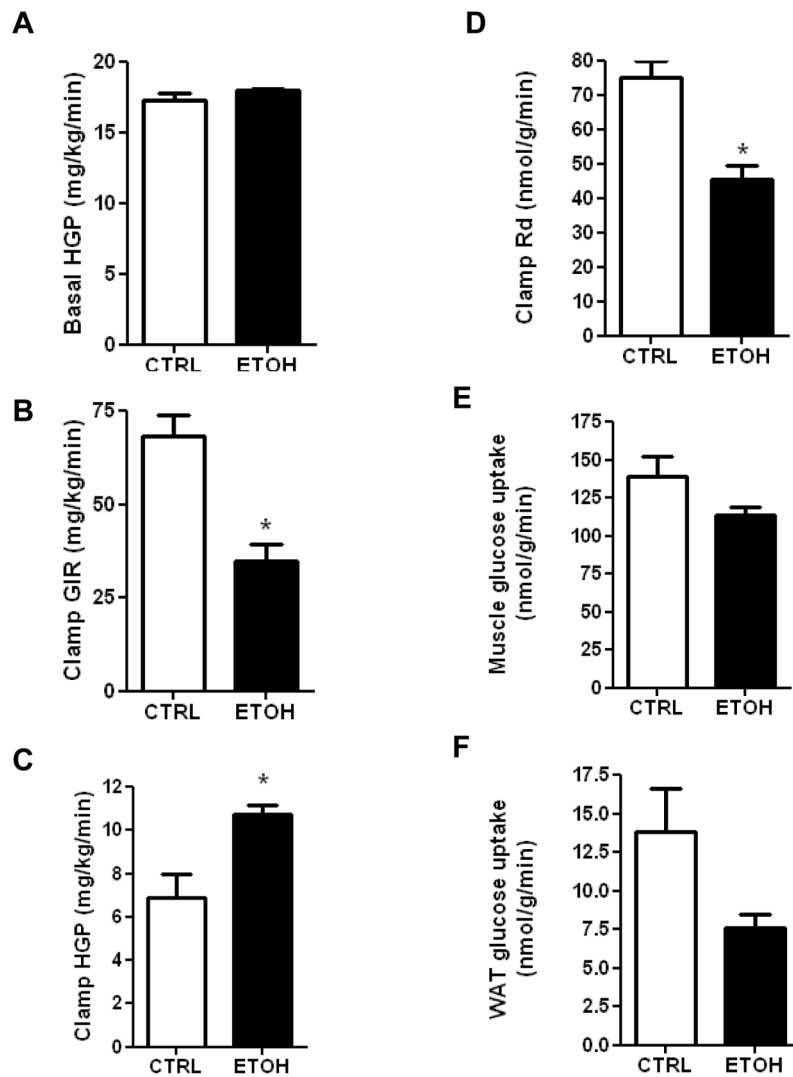 A
Basal HGP (mg/kg/min)
20
15
10
5
0
CTRL ETOH
B
Clamp GIR (mg/kg/min)
75
50
25
0
*
CTRL ETOH
C
Clamp HGP (mg/kg/min)
12
10
8
6
4
2
0
*
CTRL ETOH
D
Clamp Rd (nmol/g/min)
80
70
60
50
40
30
20
10
0
*
CTRL ETOH
E
Muscle glucose uptake
(nmol/g/min)
175
150
125
100
75
50
25
0
CTRL ETOH
F
WAT glucose uptake
(nmol/g/min)
17.5
15.0
12.5
10.0
7.5
5.0
2.5
0.0
CTRL ETOH